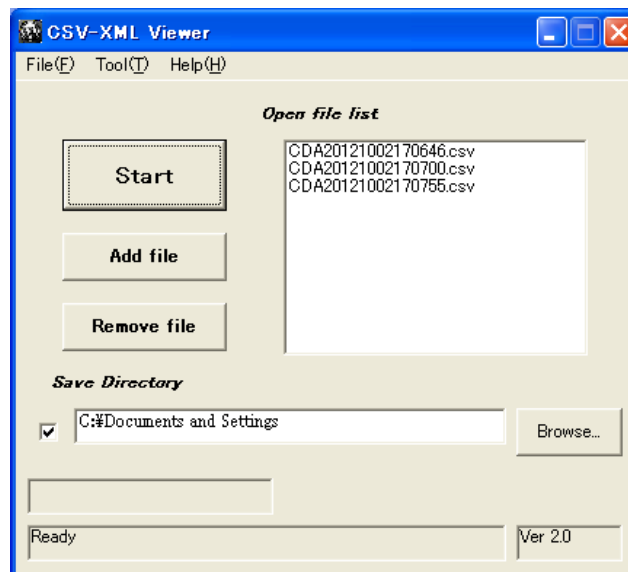 CSV-XML Viewer
File(F) Tool(T) Help(H)
Open file list
Start
CDA20121002170646.csv
CDA20121002170700.csv
CDA20121002170755.csv
Add file
Remove file
Save Directory
C:¥Documents and Settings
Browse...
Ready
Ver 2.0